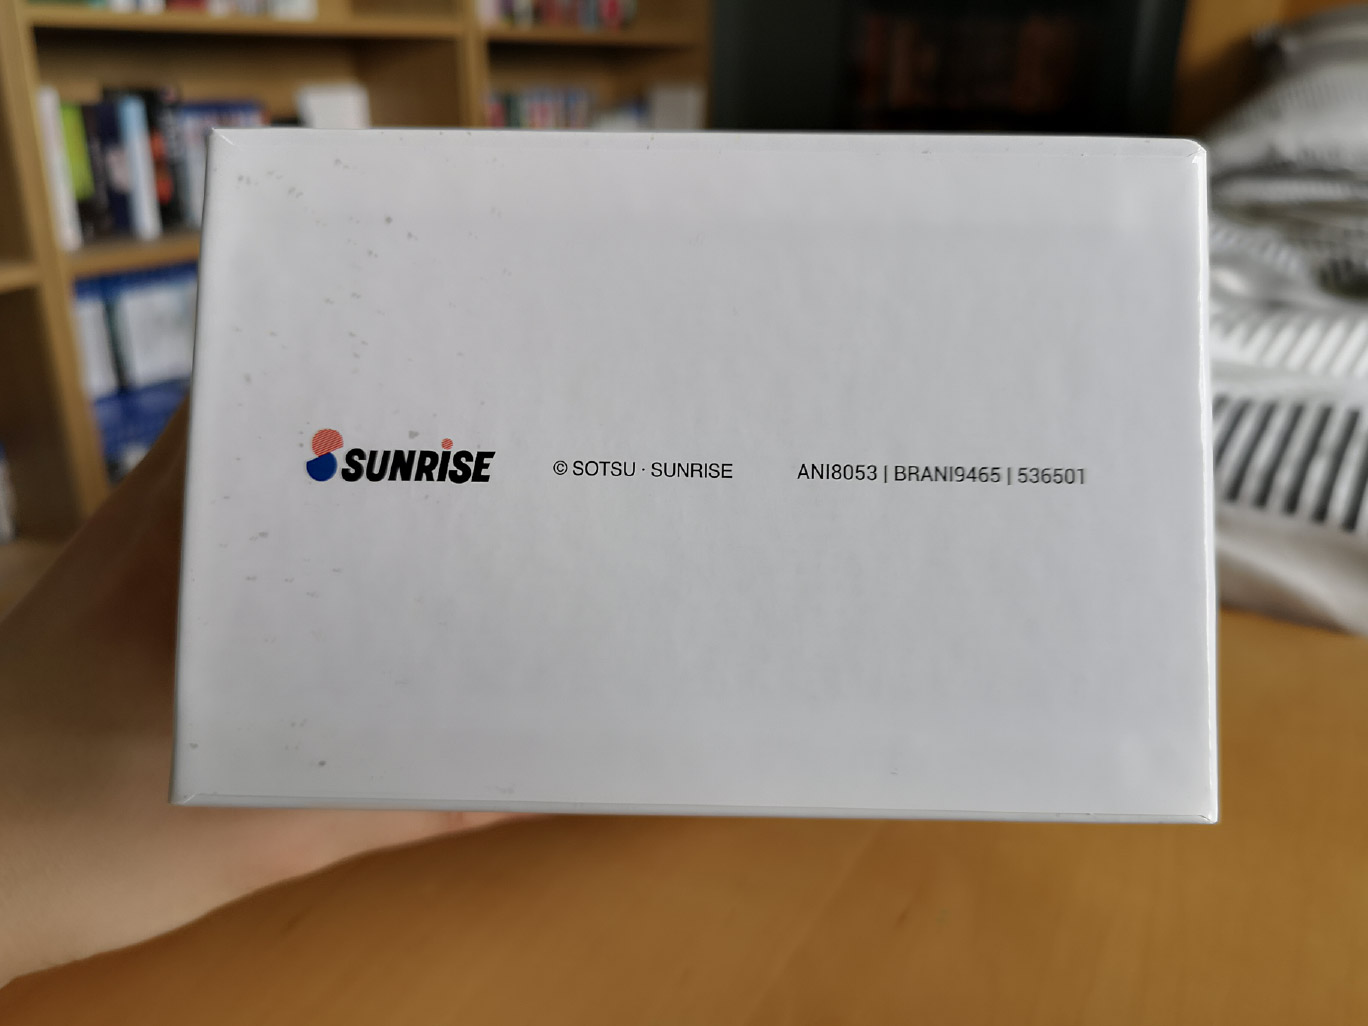 SUNRISE
© SOTSU · SUNRISE
ANI8053 | BRANI9465 | 536501